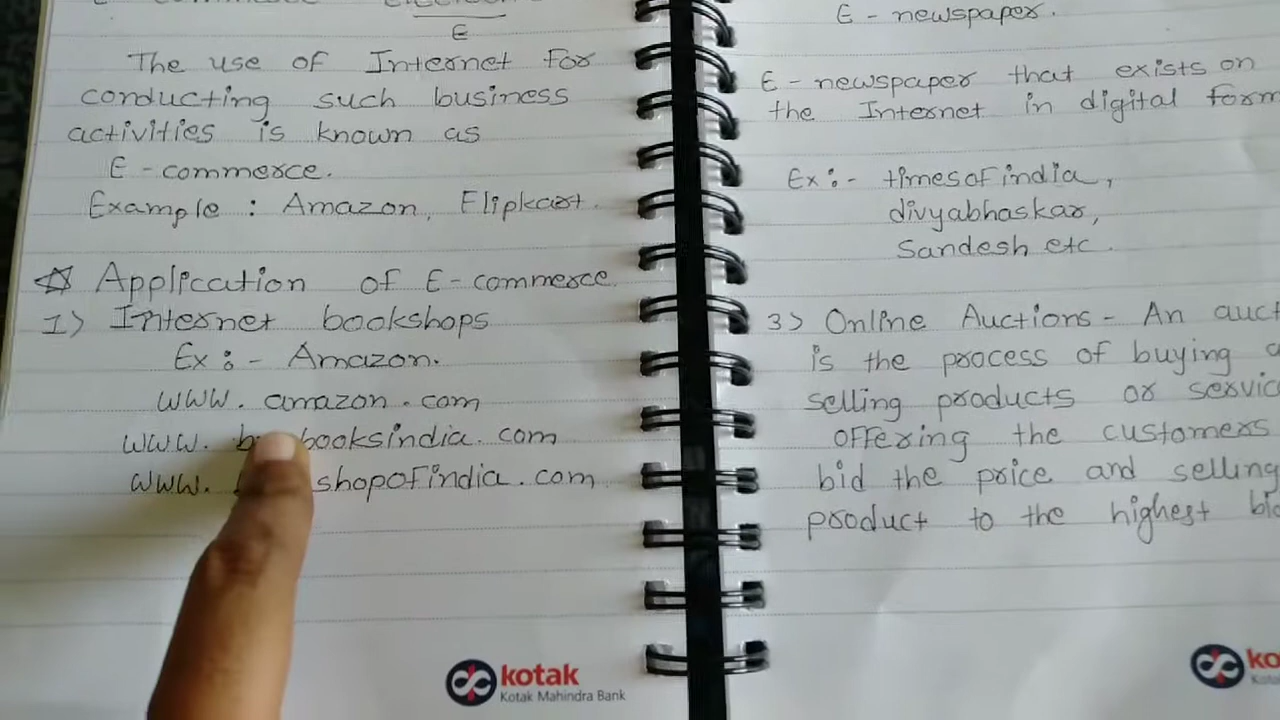 E
The use of Internet for
conducting such business
activities is known as
E-commerce.
Example : Amazon, Flipkart.
Application of E-commerce
1) Internet bookshops
Ex:- Amazon.
www.amazon.com
www. booksindia.com
www. shopofindia.com
kotak
Kotak Mahindra Bank
E-newspaper.
E-newspaper that exists on
the Internet in digital form
Ex:- timesofindia,
divyabhaskar,
Sandesh etc.
3) Online Auctions- An auct
is the process of buying
selling products or servic
offering the customers
bid the price and selling
product to the highest